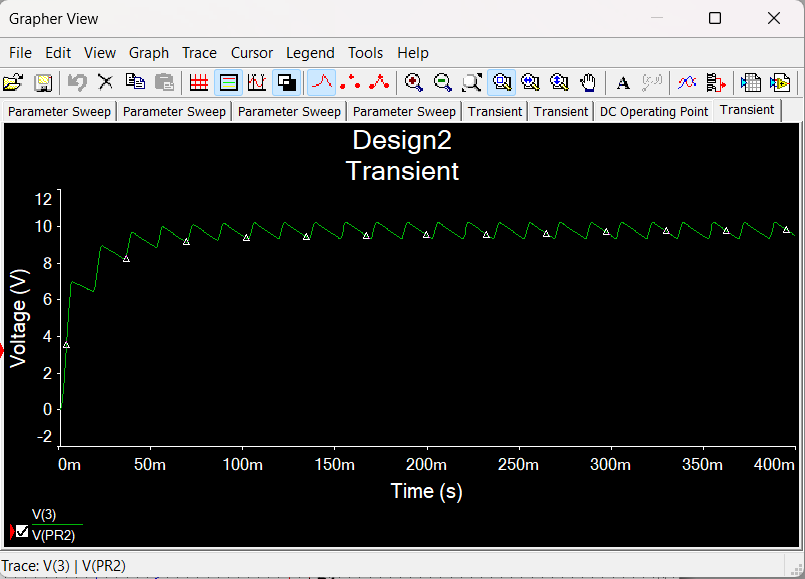 Grapher View
File Edit View Graph Trace Cursor Legend Tools Help
A
Parameter Sweep Parameter Sweep Parameter Sweep Parameter Sweep Transient Transient DC Operating Point Transient
Design2
Transient
12
10
8
6
4
2
0
-2
Voltage (V)
0m 50m 100m 150m 200m 250m 300m 350m 400m
Time (s)
V(3)
V(PR2)
Trace: V(3) | V(PR2)